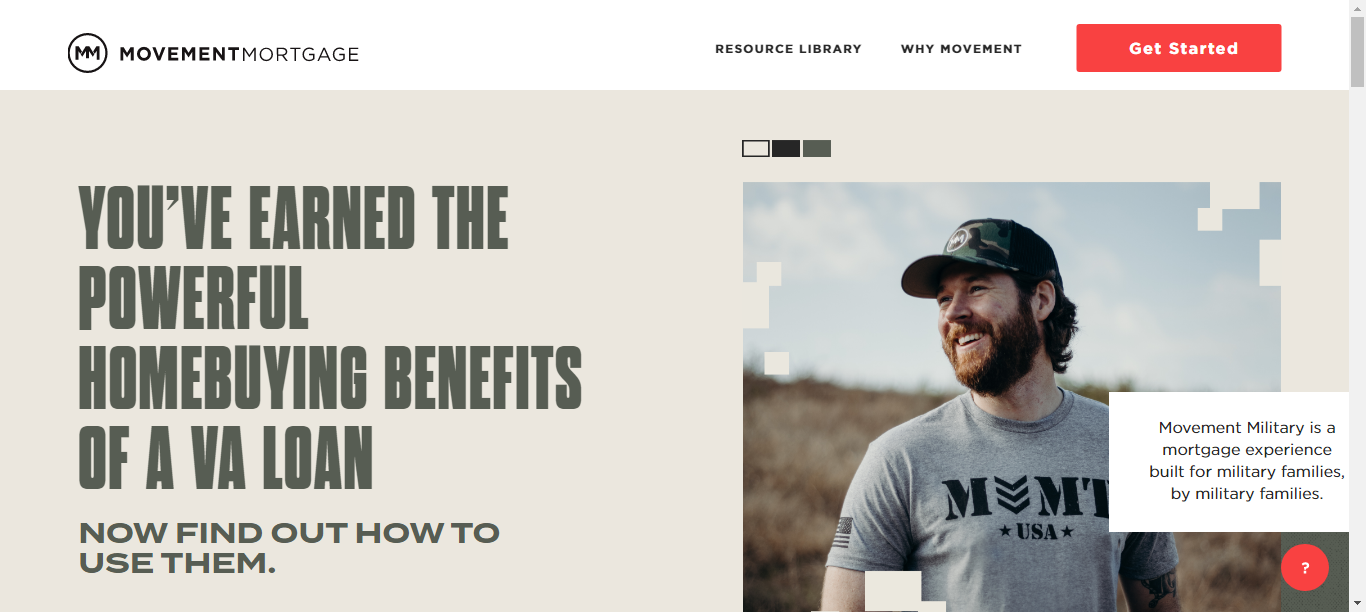 MM MOVEMENTMORTGAGE
RESOURCE LIBRARY
WHY MOVEMENT
Get Started
YOU'VE EARNED THE
POWERFUL
HOMEBUYING BENEFITS
OF A VA LOAN
NOW FIND OUT HOW TO
USE THEM.
MM
M MT
★USA★
Movement Military is a
mortgage experience
built for military families,
by military families.
?